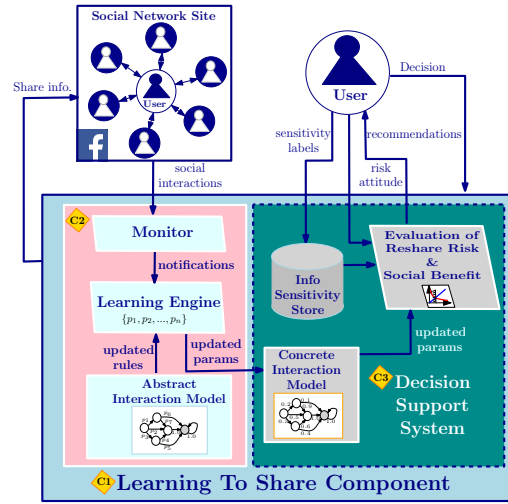 Social Network Site
User
f
Share info.
social
interactions
User
Decision
sensitivity
labels
recommendations
risk
attitude
C2
Monitor
notifications
Learning Engine
{p1, p2, ..., pn}
updated
rules
updated
params
Abstract
Interaction Model
Info
Sensitivity
Store
Evaluation of
Reshare Risk
&
Social Benefit
updated
params
Concrete
Interaction
Model
C3
Decision
Support
System
C1
Learning To Share Component